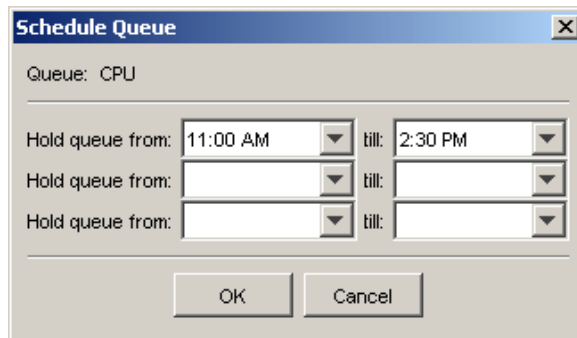 Schedule Queue
Queue: CPU
Hold queue from: 11:00 AM till: 2:30 PM
Hold queue from: till:
Hold queue from: till:
OK Cancel